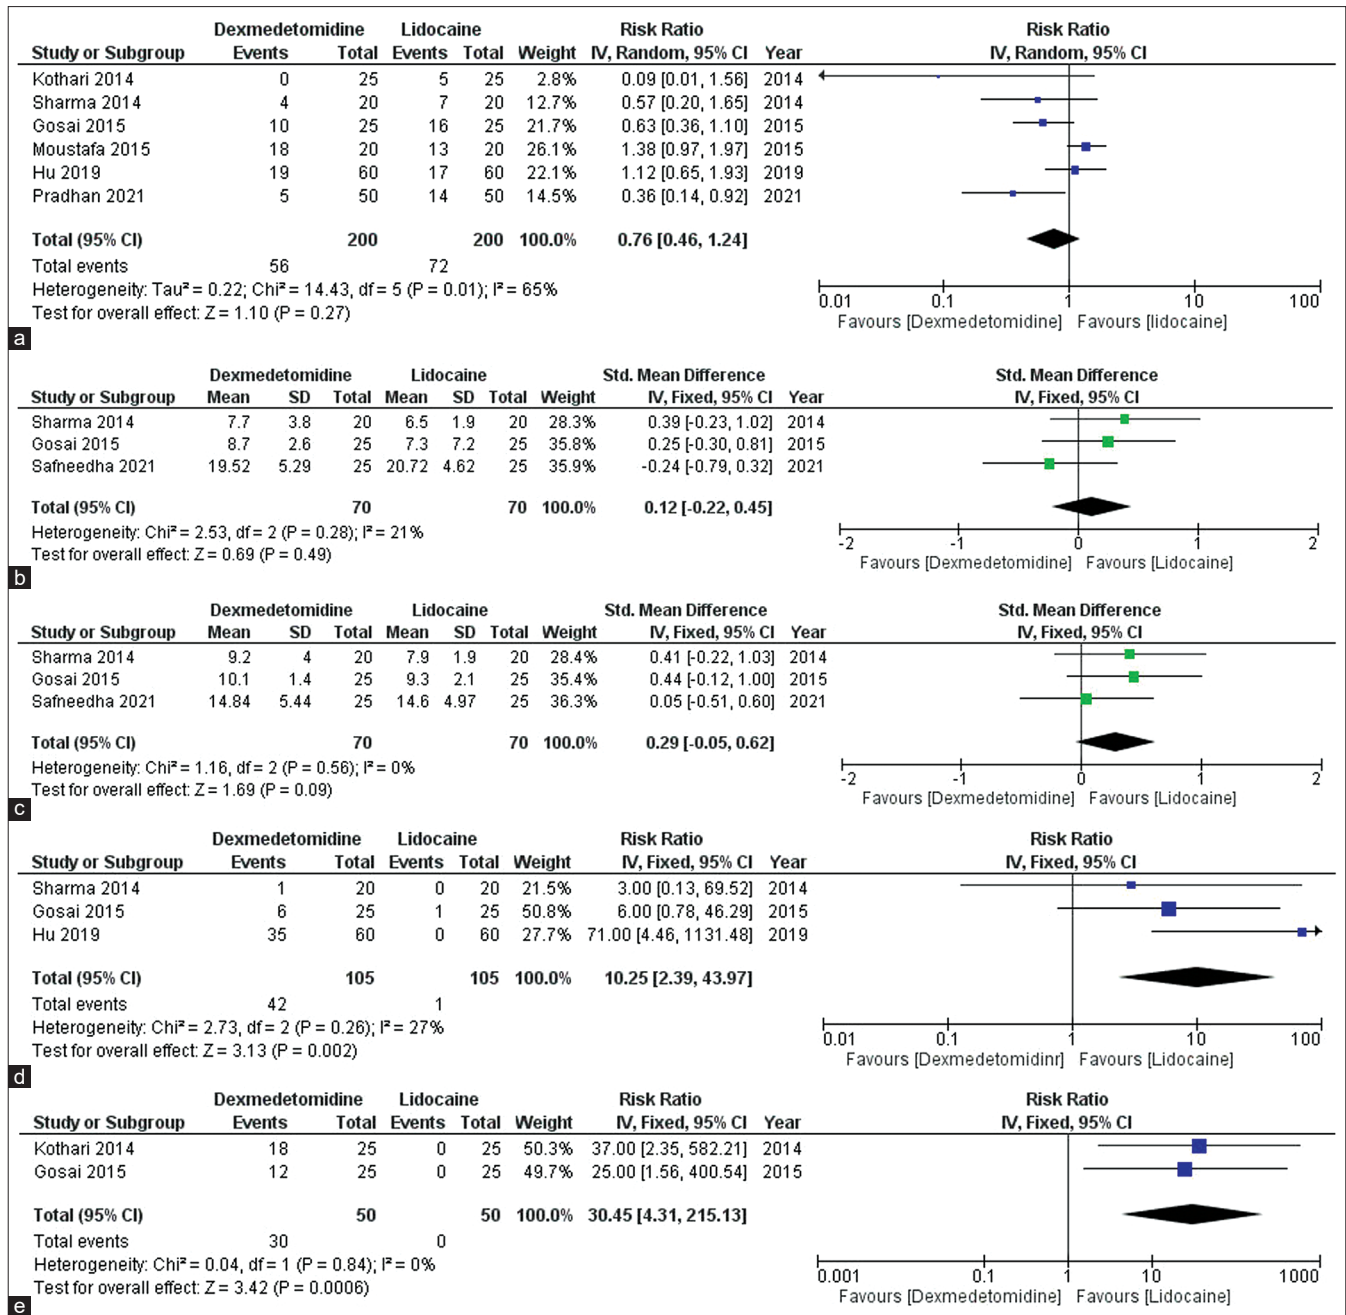 Dexmedetomidine Lidocaine Risk Ratio Risk Ratio
Study or Subgroup Events Total Events Total Weight IV, Random, 95% CI Year IV, Random, 95% CI
Kothari 2014 0 25 5 25 2.8% 0.09 [0.01, 1.56] 2014
Sharma 2014 4 20 7 20 12.7% 0.57 [0.20, 1.65] 2014
Gosai 2015 10 25 16 25 21.7% 0.63 [0.36, 1.10] 2015
Moustafa 2015 18 20 13 20 26.1% 1.38 [0.97, 1.97] 2015
Hu 2019 19 60 17 60 22.1% 1.12 [0.65, 1.93] 2019
Pradhan 2021 5 50 14 50 14.5% 0.36 [0.14, 0.92] 2021
Total (95% CI) 200 200 100.0% 0.76 [0.46, 1.24]
Total events 56 72
Heterogeneity: Tau² = 0.22; Chi² = 14.43, df = 5 (P = 0.01); I² = 65%
Test for overall effect: Z = 1.10 (P = 0.27)
0.01 0.1 1 10 100
Favours [Dexmedetomidine] Favours [lidocaine]
a
Dexmedetomidine Lidocaine Std. Mean Difference Std. Mean Difference
Study or Subgroup Mean SD Total Mean SD Total Weight IV, Fixed, 95% CI Year IV, Fixed, 95% CI
Sharma 2014 7.7 3.8 20 6.5 1.9 20 28.3% 0.39 [-0.23, 1.02] 2014
Gosai 2015 8.7 2.6 25 7.3 7.2 25 35.8% 0.25 [-0.30, 0.81] 2015
Safneedha 2021 19.52 5.29 25 20.72 4.62 25 35.9% -0.24 [-0.79, 0.32] 2021
Total (95% CI) 70 70 100.0% 0.12 [-0.22, 0.45]
Heterogeneity: Chi² = 2.53, df = 2 (P = 0.28); I² = 21%
Test for overall effect: Z = 0.69 (P = 0.49)
-2 -1 0 1 2
Favours [Dexmedetomidine] Favours [Lidocaine]
b
Dexmedetomidine Lidocaine Std. Mean Difference Std. Mean Difference
Study or Subgroup Mean SD Total Mean SD Total Weight IV, Fixed, 95% CI Year IV, Fixed, 95% CI
Sharma 2014 9.2 4 20 7.9 1.9 20 28.4% 0.41 [-0.22, 1.03] 2014
Gosai 2015 10.1 1.4 25 9.3 2.1 25 35.4% 0.44 [-0.12, 1.00] 2015
Safneedha 2021 14.84 5.44 25 14.6 4.97 25 36.3% 0.05 [-0.51, 0.60] 2021
Total (95% CI) 70 70 100.0% 0.29 [-0.05, 0.62]
Heterogeneity: Chi² = 1.16, df = 2 (P = 0.56); I² = 0%
Test for overall effect: Z = 1.69 (P = 0.09)
-2 -1 0 1 2
Favours [Dexmedetomidine] Favours [Lidocaine]
c
Dexmedetomidine Lidocaine Risk Ratio Risk Ratio
Study or Subgroup Events Total Events Total Weight IV, Fixed, 95% CI Year IV, Fixed, 95% CI
Sharma 2014 1 20 0 20 21.5% 3.00 [0.13, 69.52] 2014
Gosai 2015 6 25 1 25 50.8% 6.00 [0.78, 46.29] 2015
Hu 2019 35 60 0 60 27.7% 71.00 [4.46, 1131.48] 2019
Total (95% CI) 105 105 100.0% 10.25 [2.39, 43.97]
Total events 42 1
Heterogeneity: Chi² = 2.73, df = 2 (P = 0.26); I² = 27%
Test for overall effect: Z = 3.13 (P = 0.002)
0.01 0.1 1 10 100
Favours [Dexmedetomidinr] Favours [Lidocaine]
d
Dexmedetomidine Lidocaine Risk Ratio Risk Ratio
Study or Subgroup Events Total Events Total Weight IV, Fixed, 95% CI Year IV, Fixed, 95% CI
Kothari 2014 18 25 0 25 50.3% 37.00 [2.35, 582.21] 2014
Gosai 2015 12 25 0 25 49.7% 25.00 [1.56, 400.54] 2015
Total (95% CI) 50 50 100.0% 30.45 [4.31, 215.13]
Total events 30 0
Heterogeneity: Chi² = 0.04, df = 1 (P = 0.84); I² = 0%
Test for overall effect: Z = 3.42 (P = 0.0006)
0.001 0.1 1 10 1000
Favours [Dexmedetomidine] Favours [Lidocaine]
e